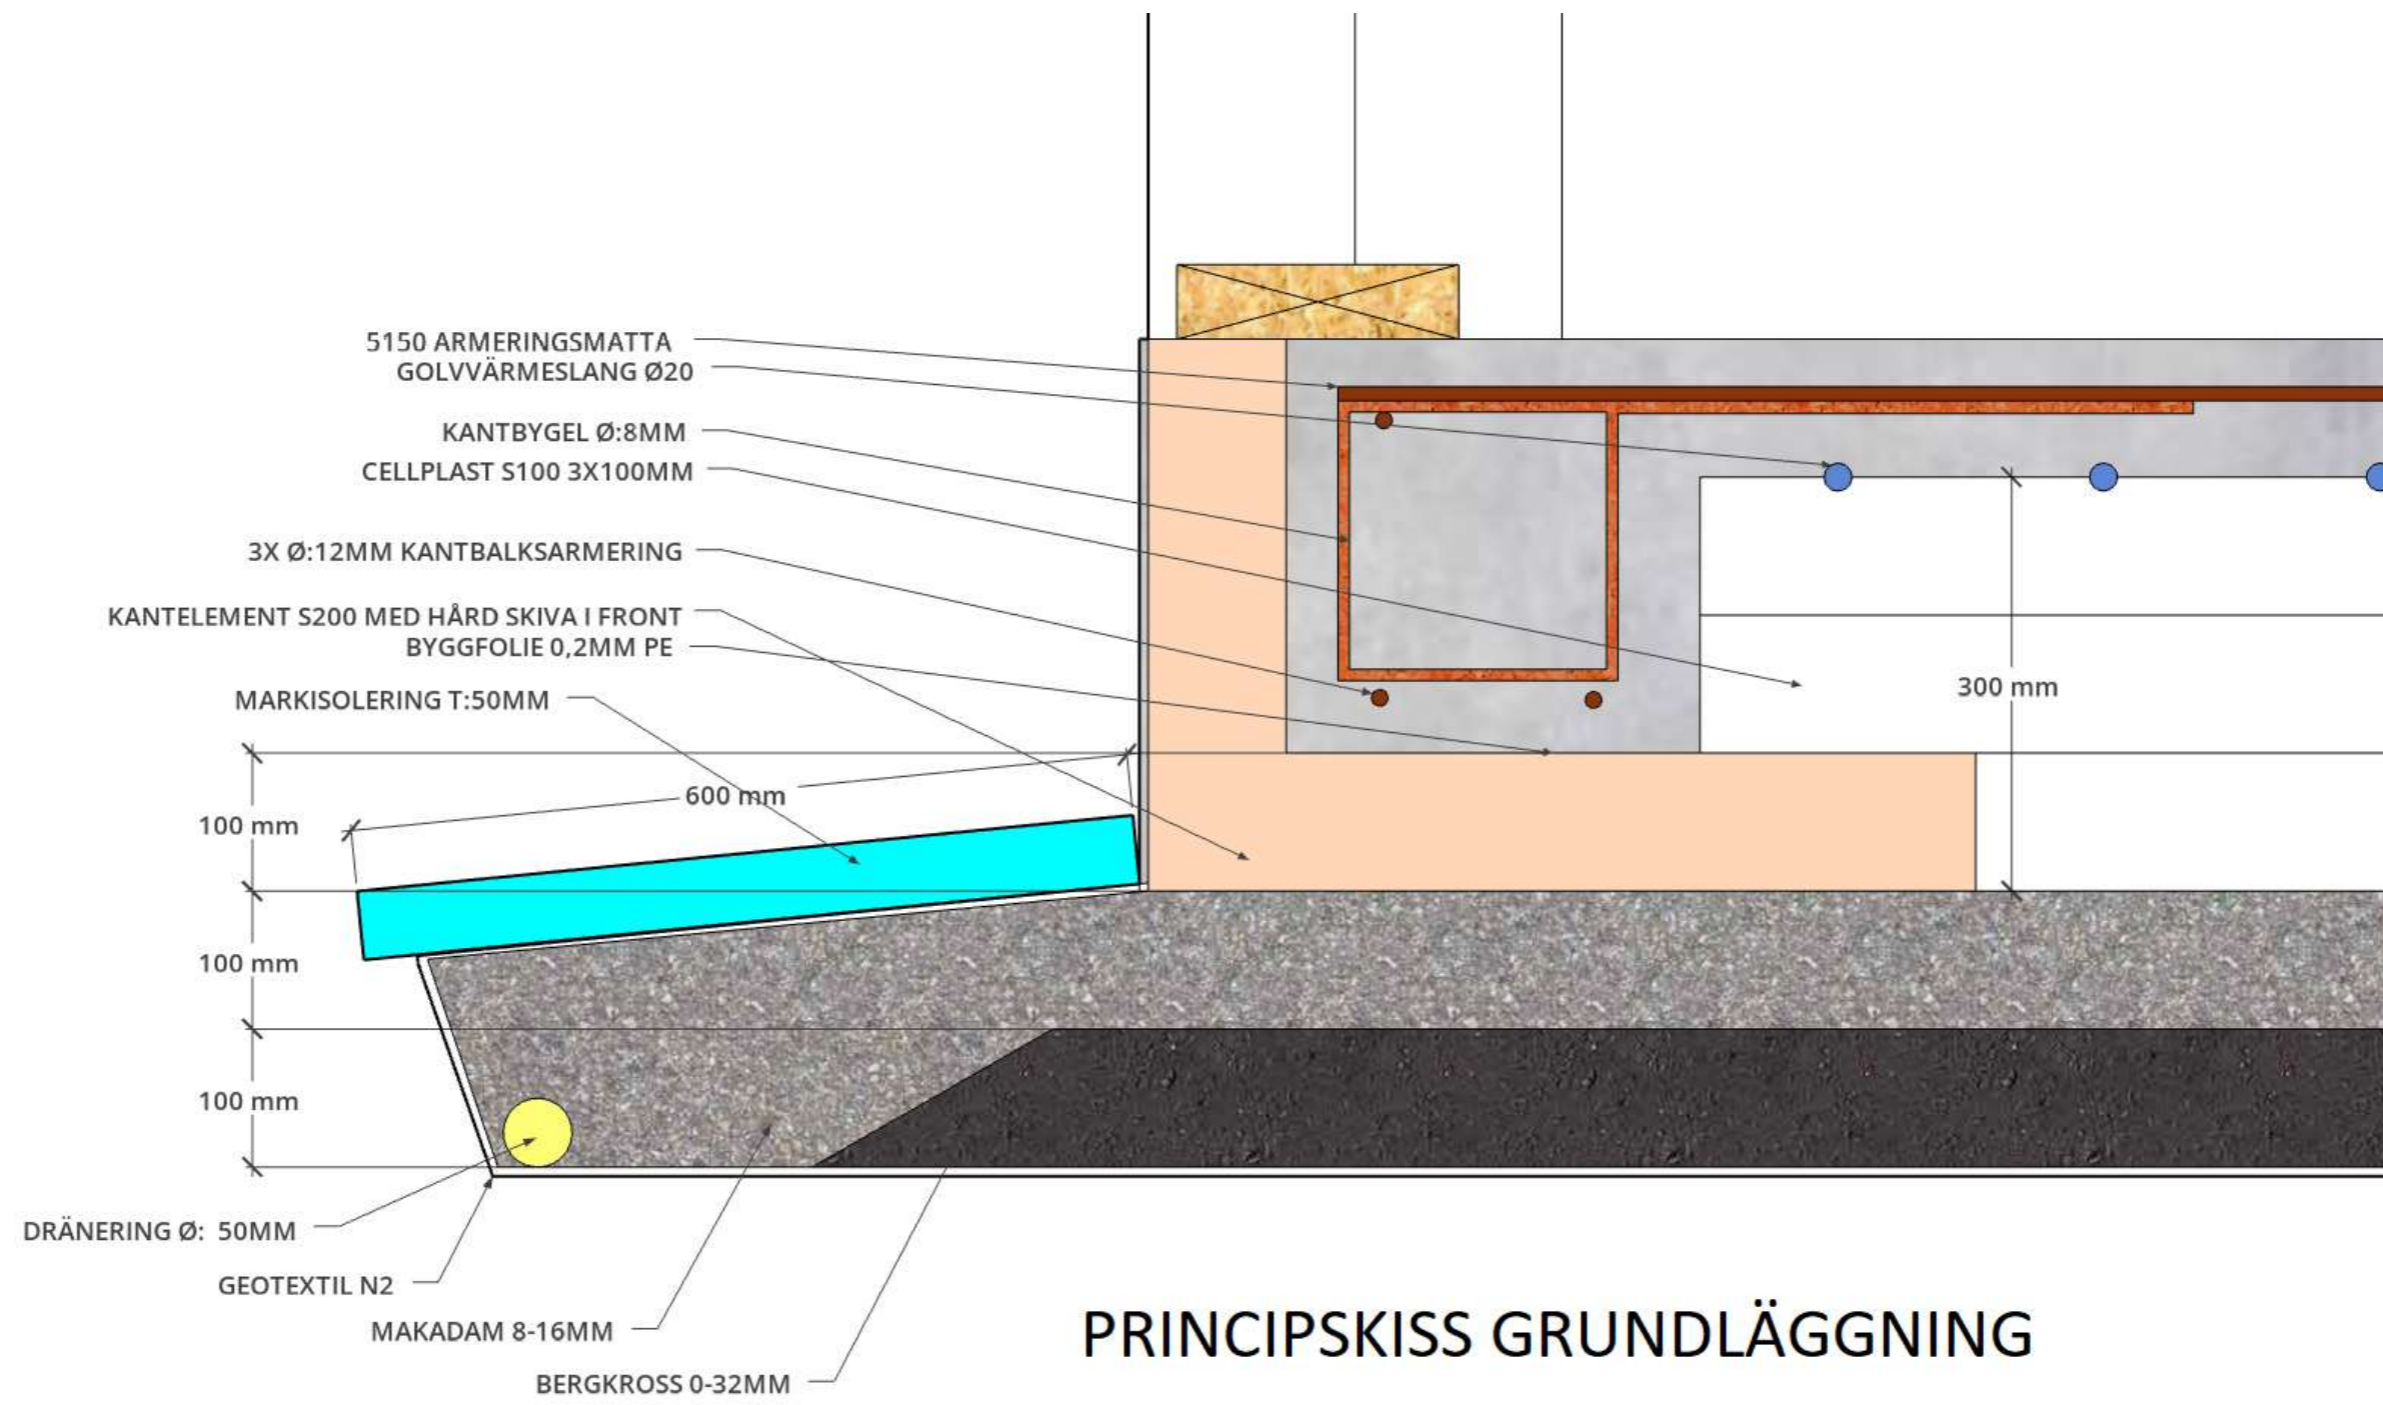 5150 ARMERINGSMATTA
GOLVVÄRMESLANG Ø20
KANTBYGEL Ø:8MM
CELLPLAST S100 3X100MM
3X Ø:12MM KANTBALKSARMERING
KANTELEMENT S200 MED HÅRD SKIVA I FRONT
BYGGFOLIE 0,2MM PE
MARKISOLERING T:50MM
300 mm
600 mm
100 mm
100 mm
100 mm
DRÄNERING Ø: 50MM
GEOTEXTIL N2
MAKADAM 8-16MM
BERGKROSS 0-32MM
PRINCIPSKISS GRUNDLÄGGNING